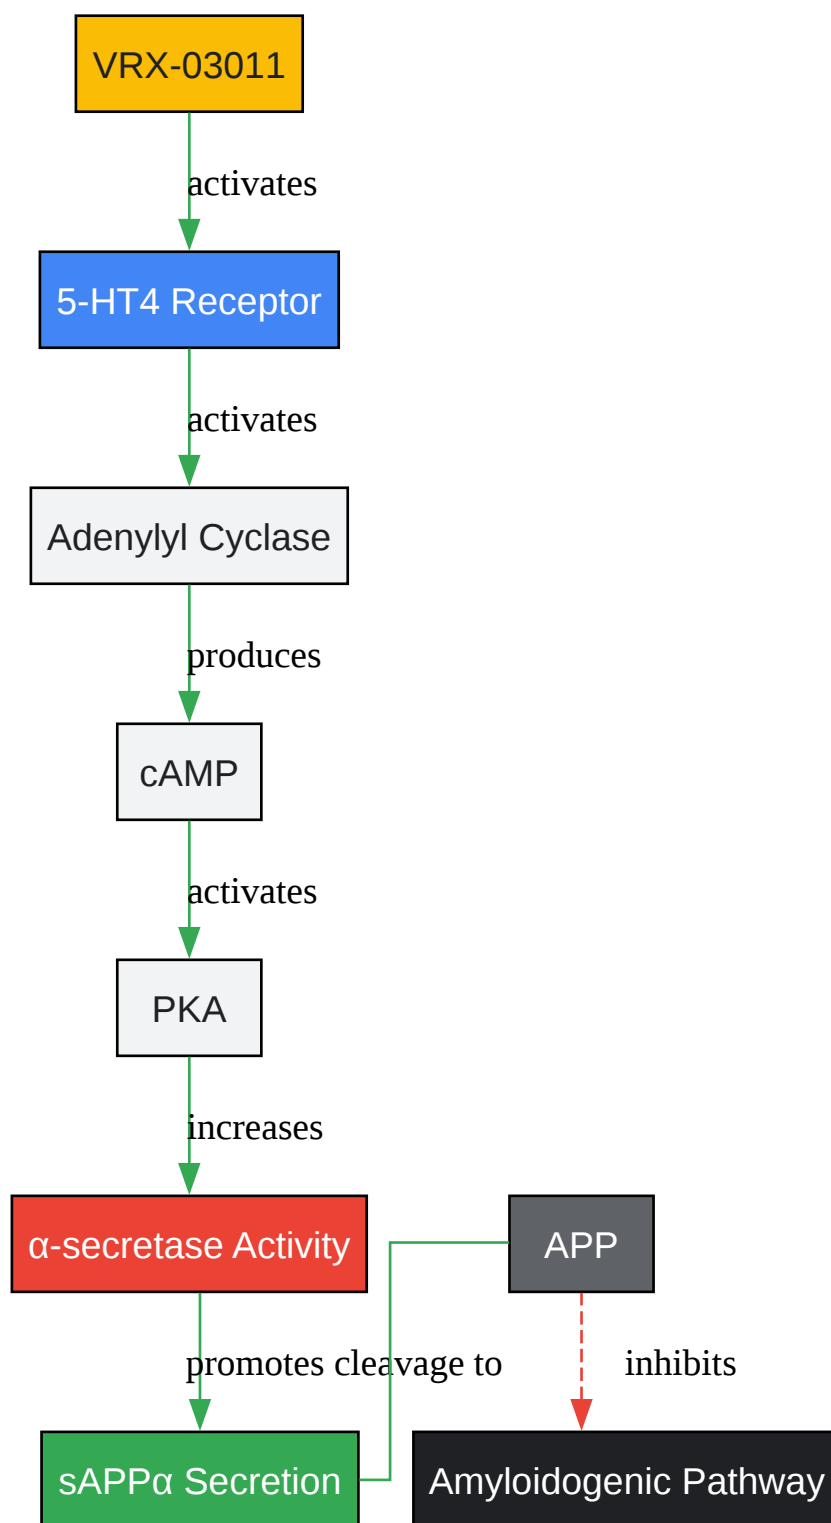 VRX-03011
activates
5-HT4 Receptor
activates
Adenylyl Cyclase
produces
cAMP
activates
PKA
increases
α-secretase Activity
APP
promotes cleavage to
inhibits
sAPPα Secretion
Amyloidogenic Pathway